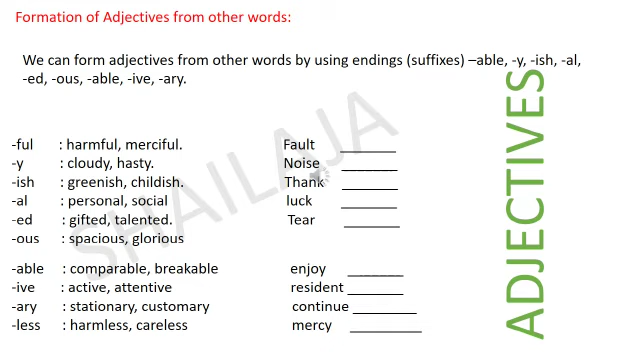 Formation of Adjectives from other words:
We can form adjectives from other words by using endings (suffixes) –able, -y, -ish, -al,
-ed, -ous, -able, -ive, -ary.
-ful : harmful, merciful. Fault _______
-y : cloudy, hasty. Noise _______
-ish : greenish, childish. Thank _______
-al : personal, social luck _______
-ed : gifted, talented. Tear _______
-ous : spacious, glorious
-able : comparable, breakable enjoy _______
-ive : active, attentive resident _______
-ary : stationary, customary continue ________
-less : harmless, careless mercy _________
ADJECTIVES
SHAILAJA